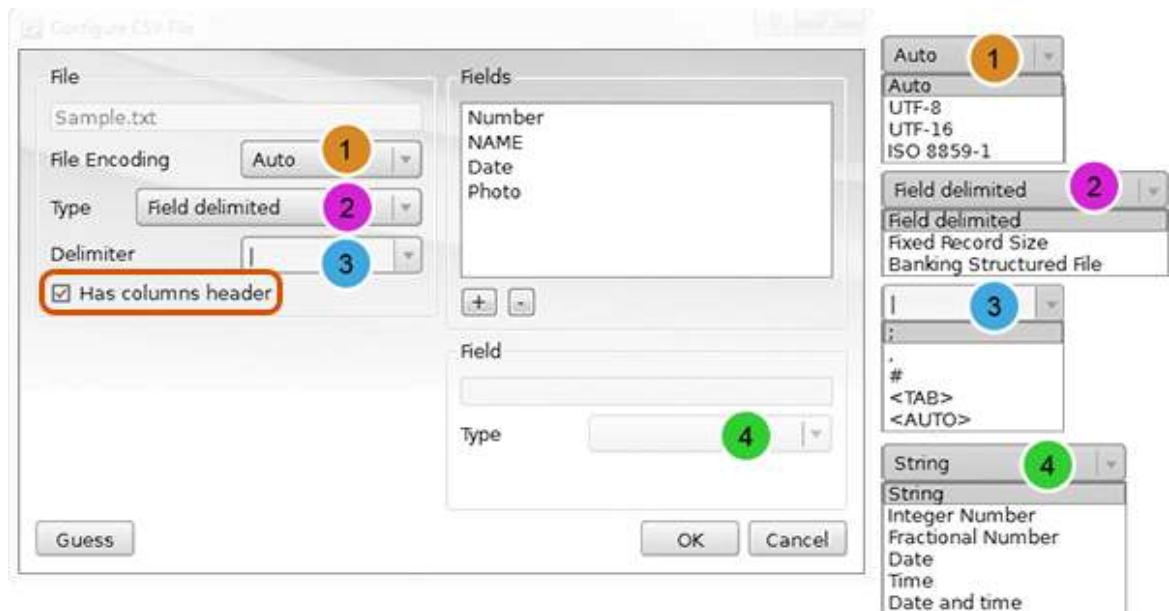 Configure CSV File
File
Sample.txt
File Encoding
Auto
1
Type
Field delimited
2
Delimiter
|
3
Has columns header
Fields
Number
NAME
Date
Photo
+
-
Field
Type
4
Guess
OK
Cancel
Auto
1
Auto
UTF-8
UTF-16
ISO 8859-1
Field delimited
2
Field delimited
Fixed Record Size
Banking Structured File
|
3
;
#
<TAB>
<AUTO>
String
4
String
Integer Number
Fractional Number
Date
Time
Date and time